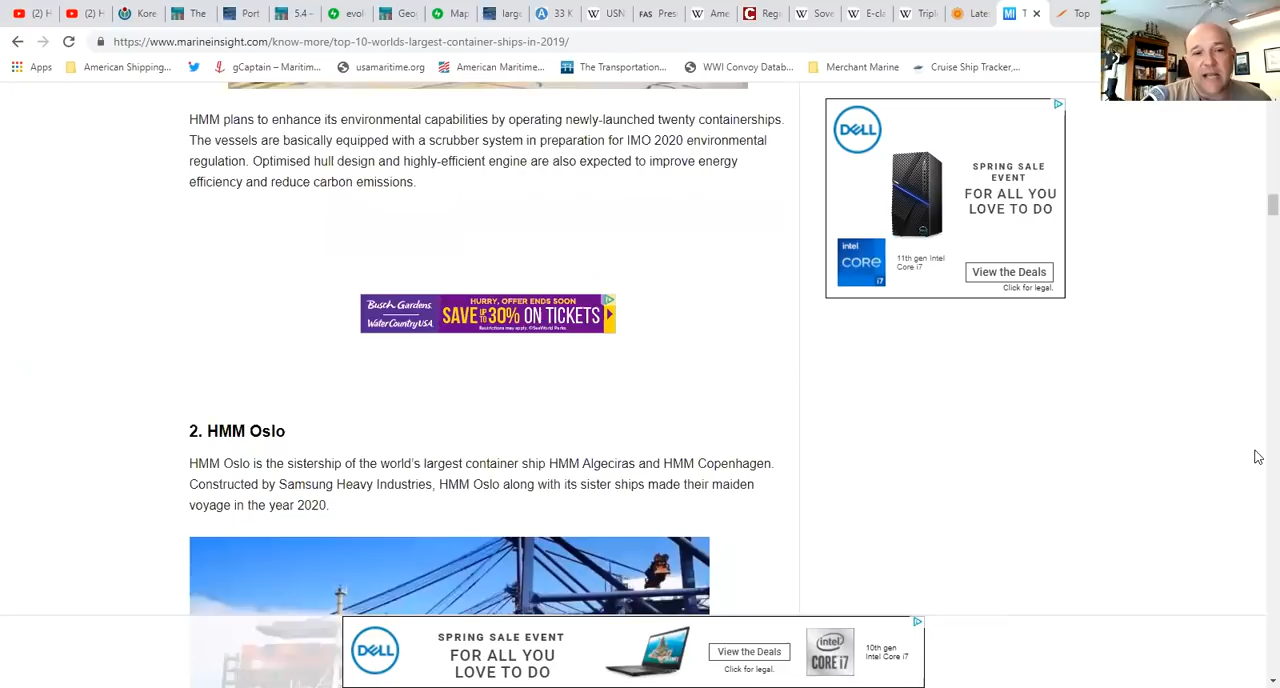 (2) H
(2) H
Kore
The
Port
5.4 –
evol
Geo
Map
large
33 K
USN
FAS
Pres
Ame
Reg
Sove
E-cla
Tripl
Late
T
Top
https://www.marineinsight.com/know-more/top-10-worlds-largest-container-ships-in-2019/
Apps
American Shipping...
gCaptain – Maritim...
usamaritime.org
American Maritime...
The Transportation...
WWI Convoy Datab...
Merchant Marine
Cruise Ship Tracker,...
HMM plans to enhance its environmental capabilities by operating newly-launched twenty containerships.
The vessels are basically equipped with a scrubber system in preparation for IMO 2020 environmental
regulation. Optimised hull design and highly-efficient engine are also expected to improve energy
efficiency and reduce carbon emissions.
DELL
SPRING SALE
EVENT
FOR ALL YOU
LOVE TO DO
intel
CORE
i7
11th gen Intel
Core i7
View the Deals
Click for legal.
Busch Gardens
Water Country USA
HURRY, OFFER ENDS SOON
SAVE UP TO 30% ON TICKETS
Restrictions may apply. ©SeaWorld Parks.
2. HMM Oslo
HMM Oslo is the sistership of the world's largest container ship HMM Algeciras and HMM Copenhagen.
Constructed by Samsung Heavy Industries, HMM Oslo along with its sister ships made their maiden
voyage in the year 2020.
DELL
SPRING SALE EVENT
FOR ALL YOU
LOVE TO DO
View the Deals
Click for legal.
intel
CORE i7
10th gen
Intel Core i7